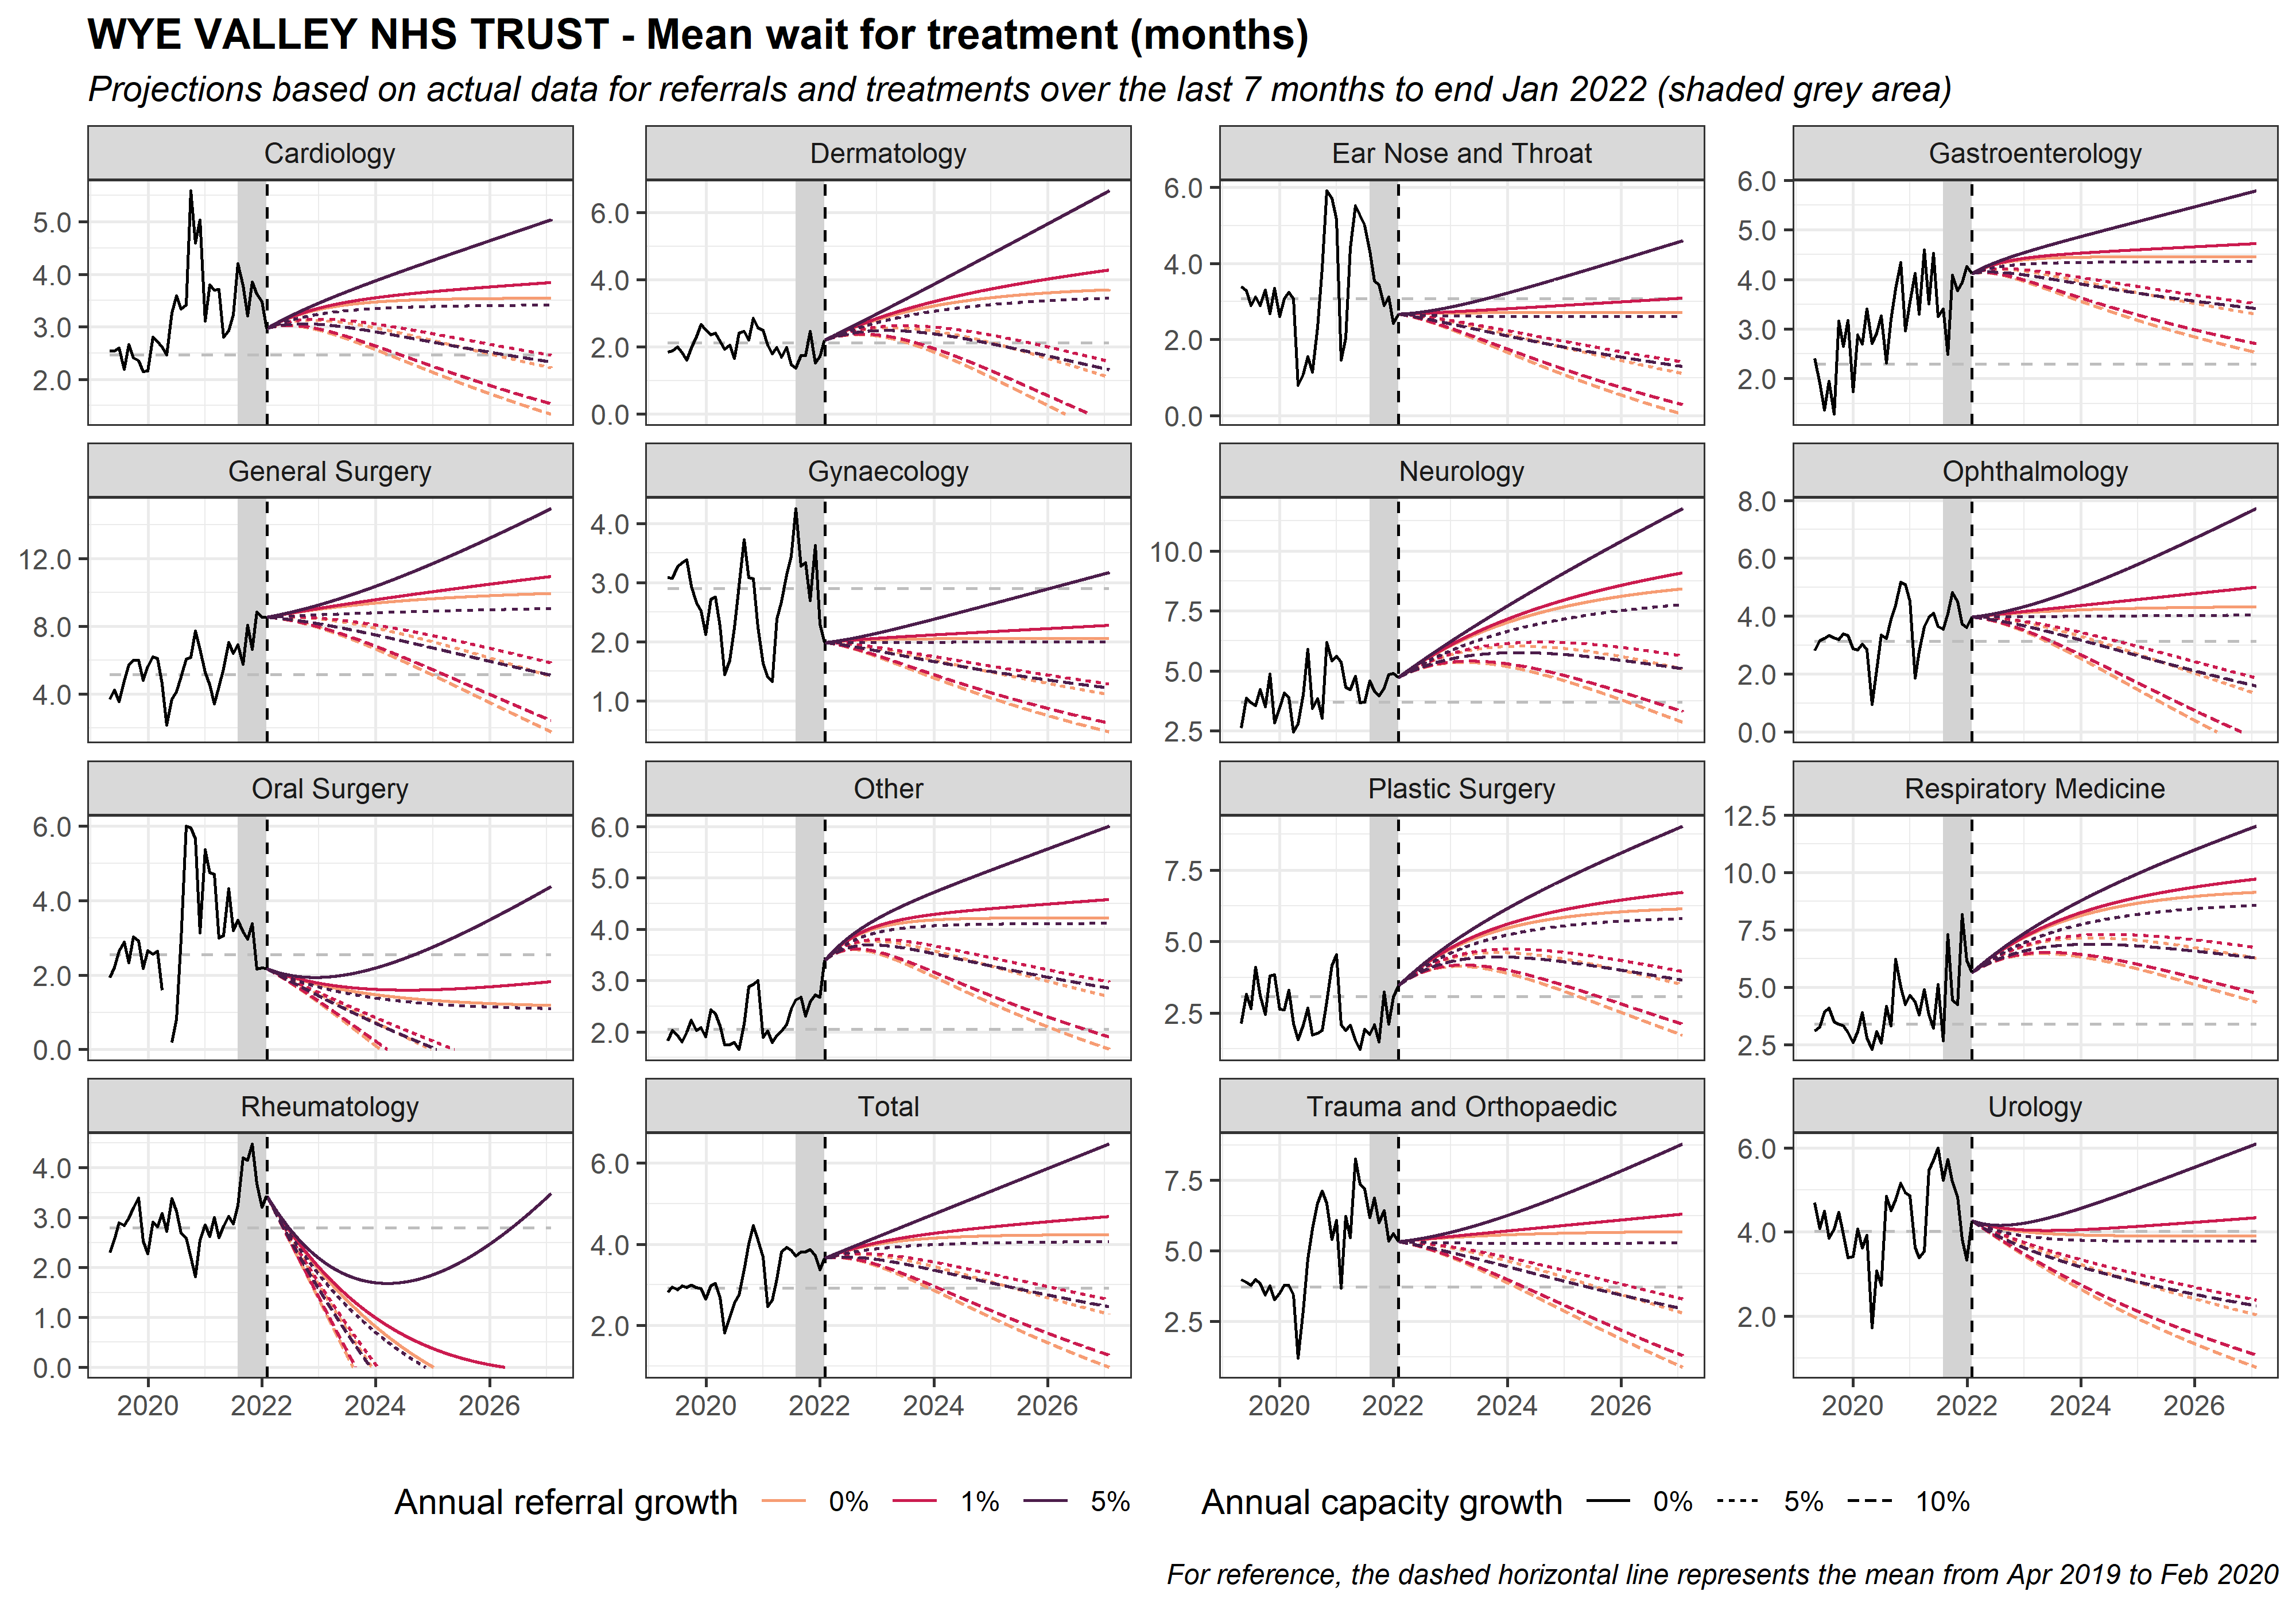 WYE VALLEY NHS TRUST - Mean wait for treatment (months)
Projections based on actual data for referrals and treatments over the last 7 months to end Jan 2022 (shaded grey area)
Cardiology
5.0
4.0
3.0
2.0
Dermatology
6.0
4.0
2.0
0.0
Ear Nose and Throat
6.0
4.0
2.0
0.0
Gastroenterology
6.0
5.0
4.0
3.0
2.0
General Surgery
12.0
8.0
4.0
Gynaecology
4.0
3.0
2.0
1.0
Neurology
10.0
7.5
5.0
2.5
Ophthalmology
8.0
6.0
4.0
2.0
0.0
Oral Surgery
6.0
4.0
2.0
0.0
Other
6.0
5.0
4.0
3.0
2.0
Plastic Surgery
7.5
5.0
2.5
Respiratory Medicine
12.5
10.0
7.5
5.0
2.5
Rheumatology
4.0
3.0
2.0
1.0
0.0
Total
6.0
4.0
2.0
Trauma and Orthopaedic
7.5
5.0
2.5
Urology
6.0
4.0
2.0
2020 2022 2024 2026
2020 2022 2024 2026
2020 2022 2024 2026
2020 2022 2024 2026
Annual referral growth 0% 1% 5%
Annual capacity growth 0% 5% 10%
For reference, the dashed horizontal line represents the mean from Apr 2019 to Feb 2020